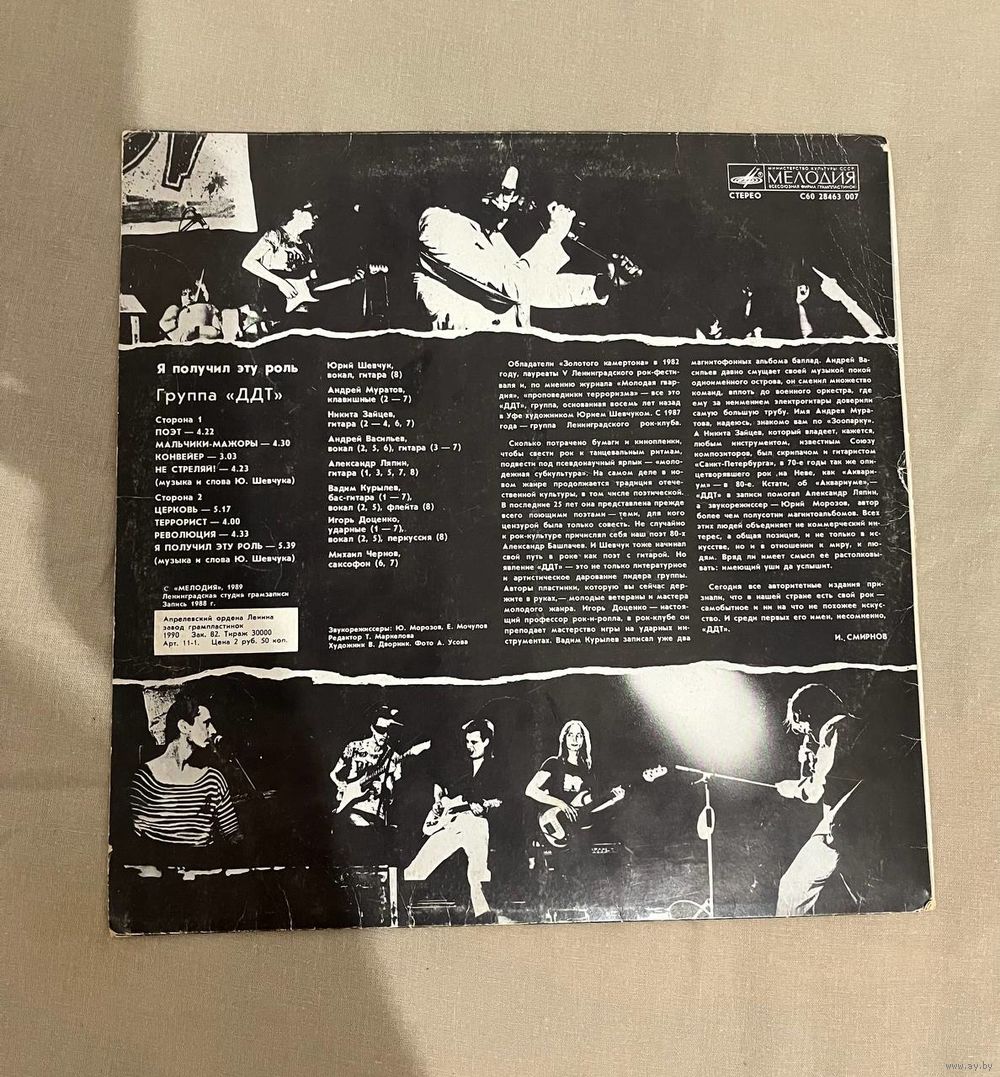 МИНИСТЕРСТВО КУЛЬТУРЫ СССР
МЕЛОДИЯ
ВСЕСОЮЗНАЯ ФИРМА ГРАМПЛАСТИНОК
СТЕРЕО С60 28463 007
Я получил эту роль
Группа «ДДТ»
Сторона 1
ПОЭТ — 4.22
МАЛЬЧИКИ-МАЖОРЫ — 4.30
КОНВЕЙЕР — 3.03
НЕ СТРЕЛЯЙ! — 4.23
(музыка и слова Ю. Шевчука)
Сторона 2
ЦЕРКОВЬ — 5.17
ТЕРРОРИСТ — 4.00
РЕВОЛЮЦИЯ — 4.33
Я ПОЛУЧИЛ ЭТУ РОЛЬ — 5.39
(музыка и слова Ю. Шевчука)
С «МЕЛОДИЯ», 1989
Ленинградская студия грамзаписи
Запись 1988 г.
Апрелевский ордена Ленина
завод грампластинок
1990 Зак. 82. Тираж 30000
Арт. 11-1. Цена 2 руб. 50 коп.
Юрий Шевчук,
вокал, гитара (8)
Андрей Муратов,
клавишные (2 — 7)
Никита Зайцев,
гитара (2 — 4, 6, 7)
Андрей Васильев,
вокал (2, 5, 6), гитара (3 — 7)
Александр Ляпин,
гитара (1, 3, 5, 7, 8)
Вадим Курылев,
бас-гитара (1 — 7),
вокал (2, 5), флейта (8)
Игорь Доценко,
ударные (1 — 7),
вокал (2, 5), перкуссия (8)
Михаил Чернов,
саксофон (6, 7)
Звукорежиссеры: Ю. Морозов, Е. Мочулов
Редактор Т. Маркелова
Художник В. Дворник. Фото А. Усова
Обладатели «Золотого камертона» в 1982
году, лауреаты V Ленинградского рок-фести-
валя и, по мнению журнала «Молодая гвар-
дия», «проповедники терроризма» — все это
«ДДТ», группа, основанная восемь лет назад
в Уфе художником Юрием Шевчуком. С 1987
года — группа Ленинградского рок-клуба.
Сколько потрачено бумаги и кинопленки,
чтобы свести рок к танцевальным ритмам,
подвести под псевдонаучный ярлык — «моло-
дежная субкультура». На самом деле в но-
вом жанре продолжается традиция отече-
ственной культуры, в том числе поэтической.
В последние 25 лет она представлена прежде
всего поющими поэтами — теми, для кого
цензурой была только совесть. Не случайно
к рок-культуре причислял себя наш поэт 80-х
Александр Башлачев. И Шевчук тоже начинал
свой путь в роке как поэт с гитарой. Но
явление «ДДТ» — это не только литературное
и артистическое дарование лидера группы.
Авторы пластинки, которую вы сейчас дер-
жите в руках, — молодые ветераны и мастера
молодого жанра. Игорь Доценко — настоя-
щий профессор рок-н-ролла, в рок-клубе он
преподает мастерство игры на ударных ин-
струментах. Вадим Курылев записал уже два
магнитофонных альбома баллад. Андрей Ва-
сильев давно смущает своей музыкой покой
одноименного острова, он сменил множество
команд, вплоть до военного оркестра, где
ему за неимением электрогитары доверили
самую большую трубу. Имя Андрея Мура-
това, надеюсь, знакомо вам по «Зоопарку».
А Никита Зайцев, который владеет, кажется,
любым инструментом, известным Союзу
композиторов, был скрипачом и гитаристом
«Санкт-Петербурга», в 70-е годы так же оли-
цетворявшего рок на Неве, как «Аквари-
ум» — в 80-е. Кстати, об «Аквариуме», —
«ДДТ» в записи помогал Александр Ляпин,
а звукорежиссер — Юрий Морозов, автор
более чем полусотни магнитоальбомов. Всех
этих людей объединяет не коммерческий ин-
терес, а общая позиция, и не только в ис-
кусстве, но и в отношении к миру, к лю-
дям. Вряд ли имеет смысл ее растолковы-
вать: имеющий уши да услышит.
Сегодня все авторитетные издания при-
знали, что в нашей стране есть свой рок —
самобытное и ни на что не похожее искус-
ство. И среди первых его имен, несомненно,
«ДДТ».
И. СМИРНОВ
www.ay.by